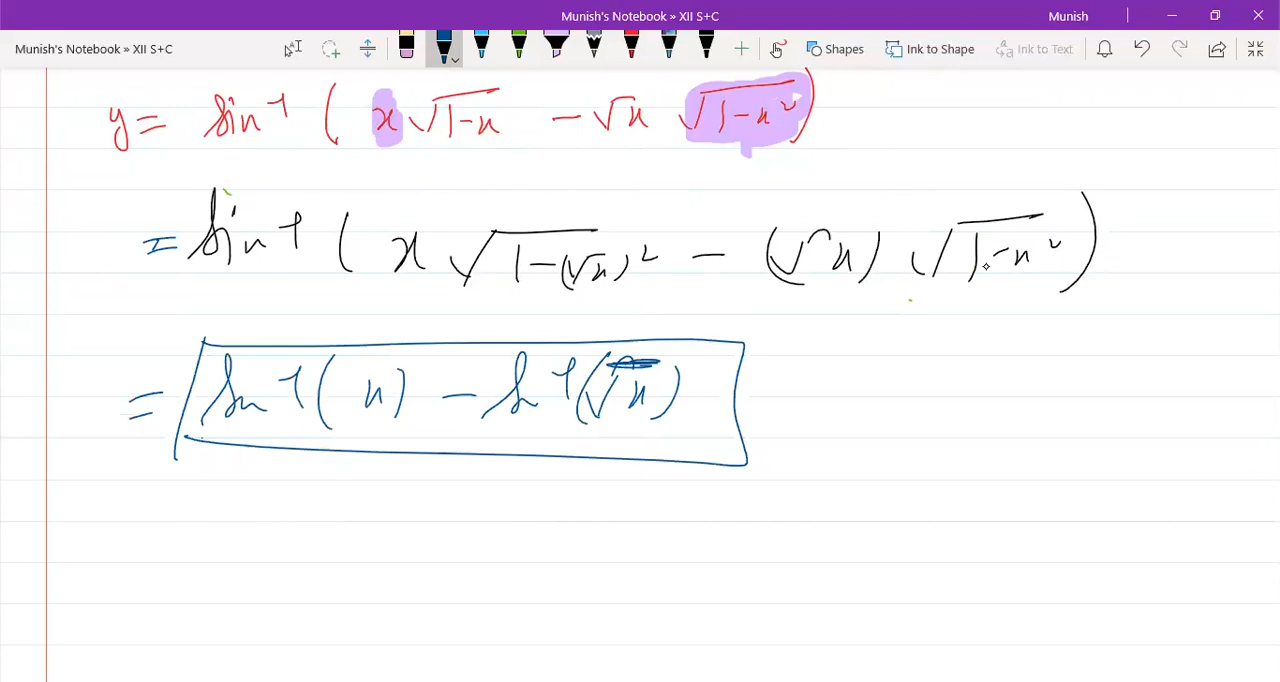 Munish's Notebook » XII S+C
Munish
Munish's Notebook » XII S+C
Shapes
Ink to Shape
Ink to Text
y = sin⁻¹ ( x √(1-x) - √x √(1-x²) )
= sin⁻¹ ( x √(1-(√x)²) - (√x) (√(1-x²) )
= sin⁻¹ ( x ) - sin⁻¹ (√x)